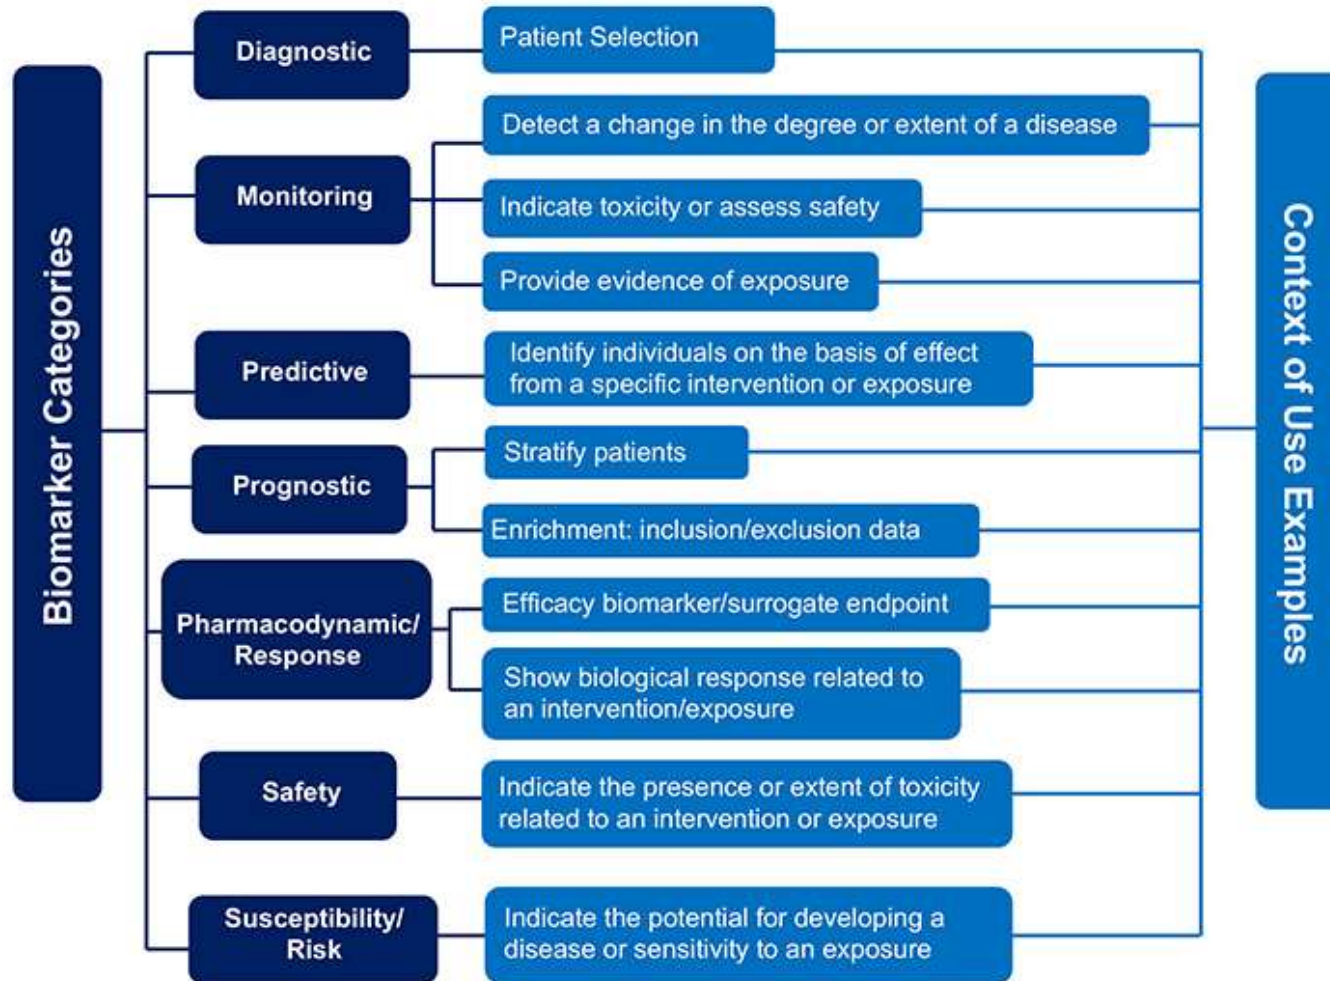 Biomarker Categories
Diagnostic
Patient Selection
Monitoring
Detect a change in the degree or extent of a disease
Indicate toxicity or assess safety
Provide evidence of exposure
Predictive
Identify individuals on the basis of effect
from a specific intervention or exposure
Prognostic
Stratify patients
Enrichment: inclusion/exclusion data
Pharmacodynamic/
Response
Efficacy biomarker/surrogate endpoint
Show biological response related to
an intervention/exposure
Safety
Indicate the presence or extent of toxicity
related to an intervention or exposure
Susceptibility/
Risk
Indicate the potential for developing a
disease or sensitivity to an exposure
Context of Use Examples